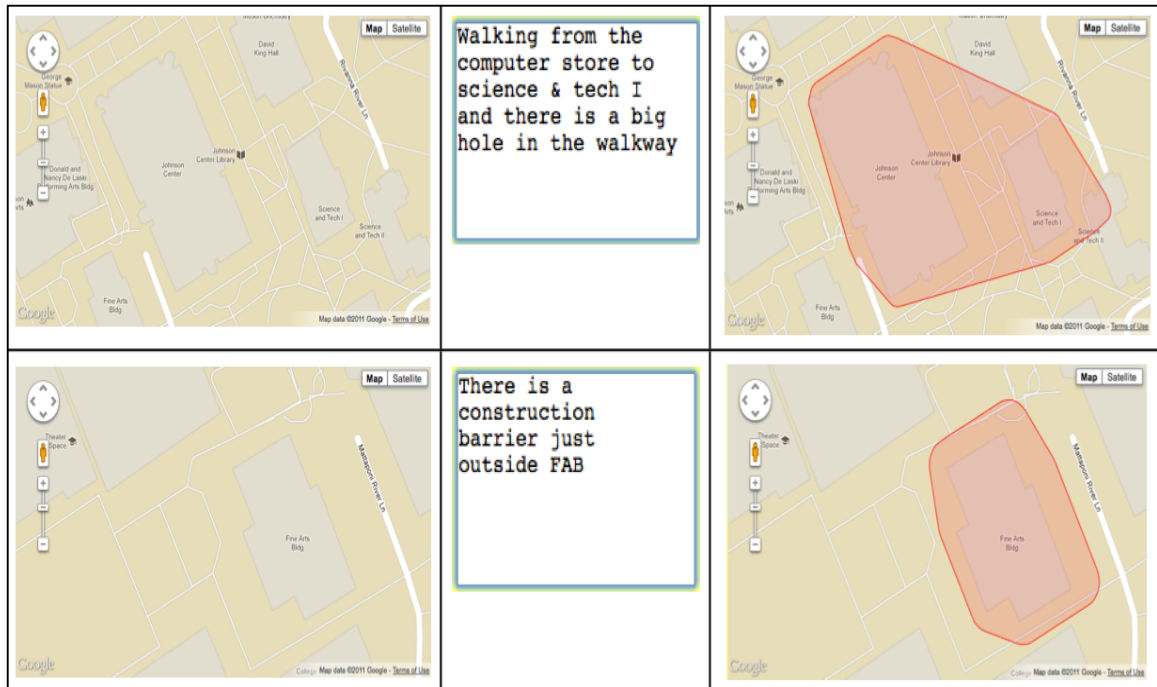 Map Satellite
David
King Hall
George
Mason Statue
Rivanna River Ln
Johnson
Center Library
Johnson
Center
Donald and
Nancy De Laski
orming Arts Bldg
Science
and Tech I
Science
and Tech II
Fine Arts
Bldg
Google
Map data ©2011 Google - Terms of Use
Walking from the
computer store to
science & tech I
and there is a big
hole in the walkway
Map Satellite
David
King Hall
George
Mason Statue
Rivanna River Ln
Johnson
Center Library
Johnson
Center
Donald and
Nancy De Laski
orming Arts Bldg
Science
and Tech I
Science
and Tech II
Fine Arts
Bldg
Google
Map data ©2011 Google - Terms of Use
Map Satellite
Theater
Space
Mattaponi River Ln
Fine Arts
Bldg
Google
College Map data ©2011 Google - Terms of Use
There is a
construction
barrier just
outside FAB
Map Satellite
Theater
Space
Mattaponi River Ln
Fine Arts
Bldg
Google
College Map data ©2011 Google - Terms of Use